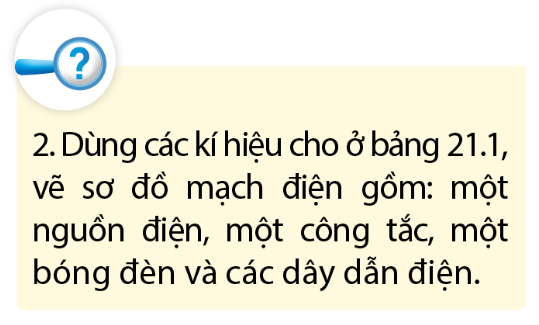 ?
2. Dùng các kí hiệu cho ở bảng 21.1,
vẽ sơ đồ mạch điện gồm: một
nguồn điện, một công tắc, một
bóng đèn và các dây dẫn điện.